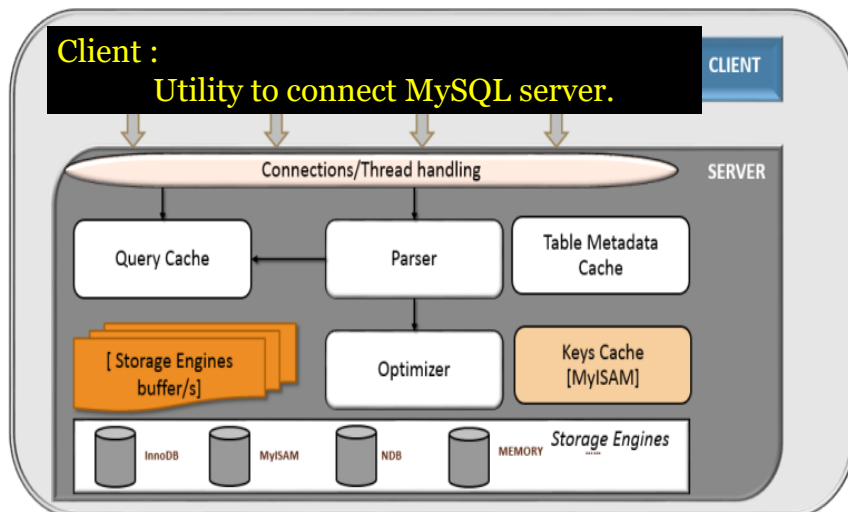 Client :
Utility to connect MySQL server.
CLIENT
Connections/Thread handling
SERVER
Query Cache
Parser
Table Metadata
Cache
[ Storage Engines
buffer/s]
Optimizer
Keys Cache
[MyISAM]
InnoDB
MyISAM
NDB
MEMORY
Storage Engines
......